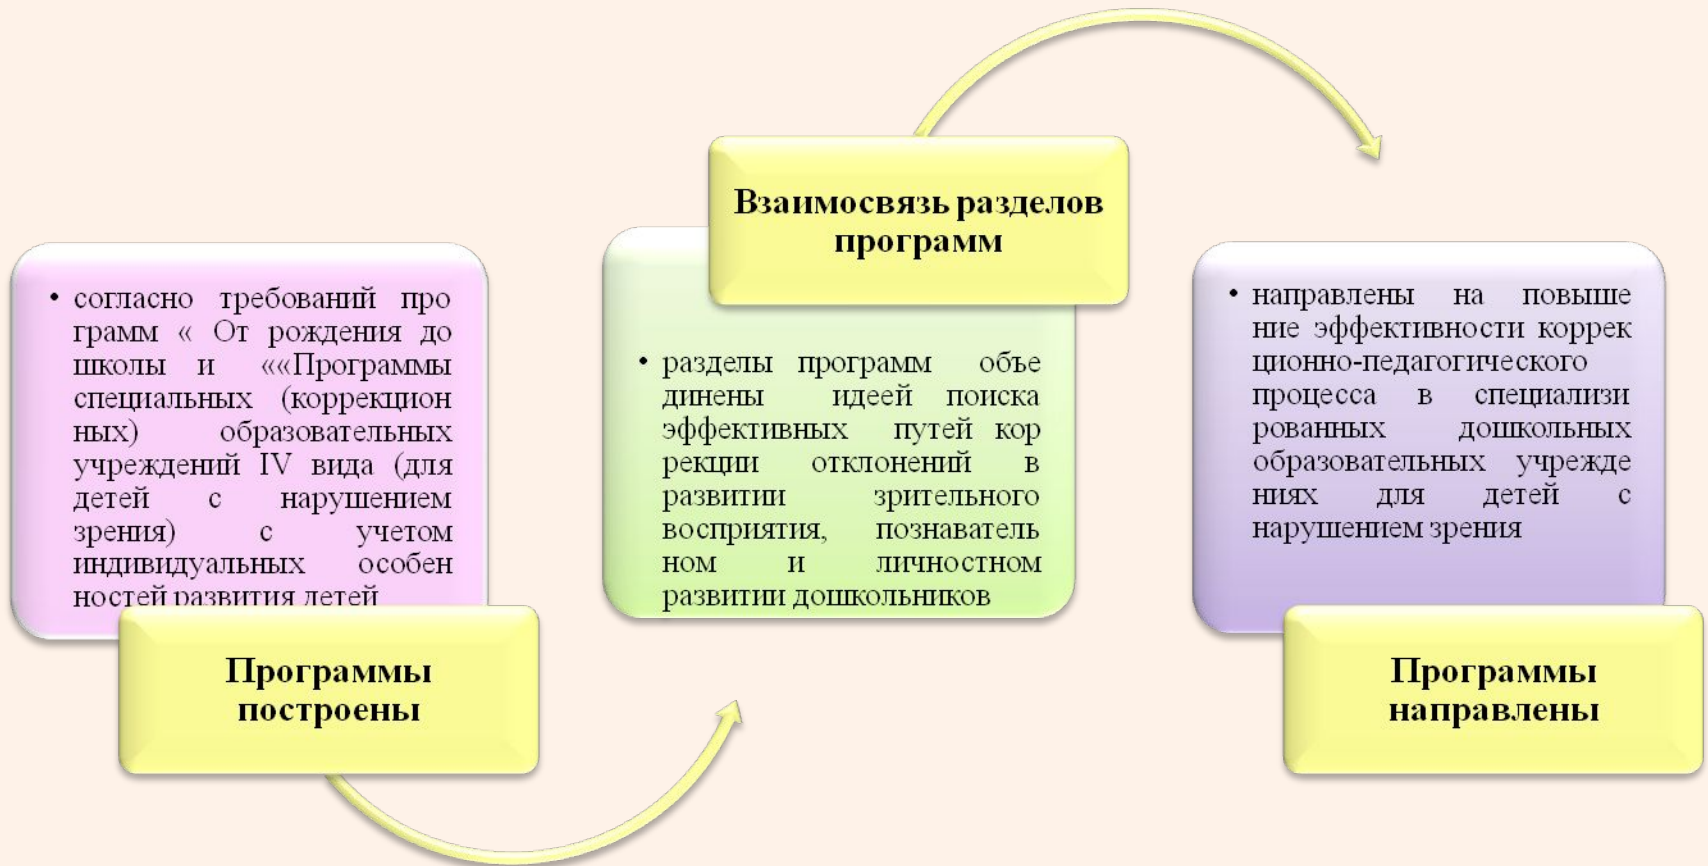 • согласно требований про
грамм « От рождения до
школы и ««Программы
специальных (коррекцион
ных) образовательных
учреждений IV вида (для
детей с нарушением
зрения) с учетом
индивидуальных особен
ностей развития детей
Программы
построены
Взаимосвязь разделов
программ
• разделы программ объе
динены идеей поиска
эффективных путей кор
рекции отклонений в
развитии зрительного
восприятия, познаватель
ном и личностном
развитии дошкольников
• направлены на повыше
ние эффективности коррек
ционно-педагогического
процесса в специализи
рованных дошкольных
образовательных учрежде
ниях для детей с
нарушением зрения
Программы
направлены